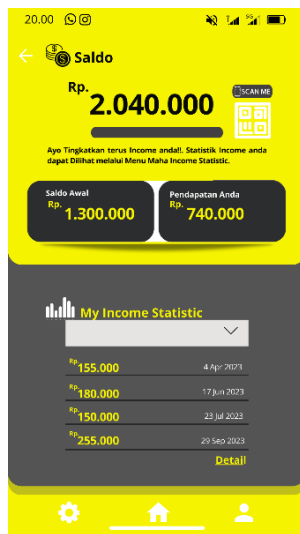 20.00
Saldo
Rp.
2.040.000
SCAN ME
Ayo Tingkatkan terus Income anda!!. Statistik Income anda
dapat Dilihat melalui Menu Maha Income Statistic.
Saldo Awal
Rp.
1.300.000
Pendapatan Anda
Rp.
740.000
My Income Statistic
Rp.155.000 4 Apr 2023
Rp.180.000 17 Jun 2023
Rp.150.000 23 Jul 2023
Rp.255.000 29 Sep 2023
Detail